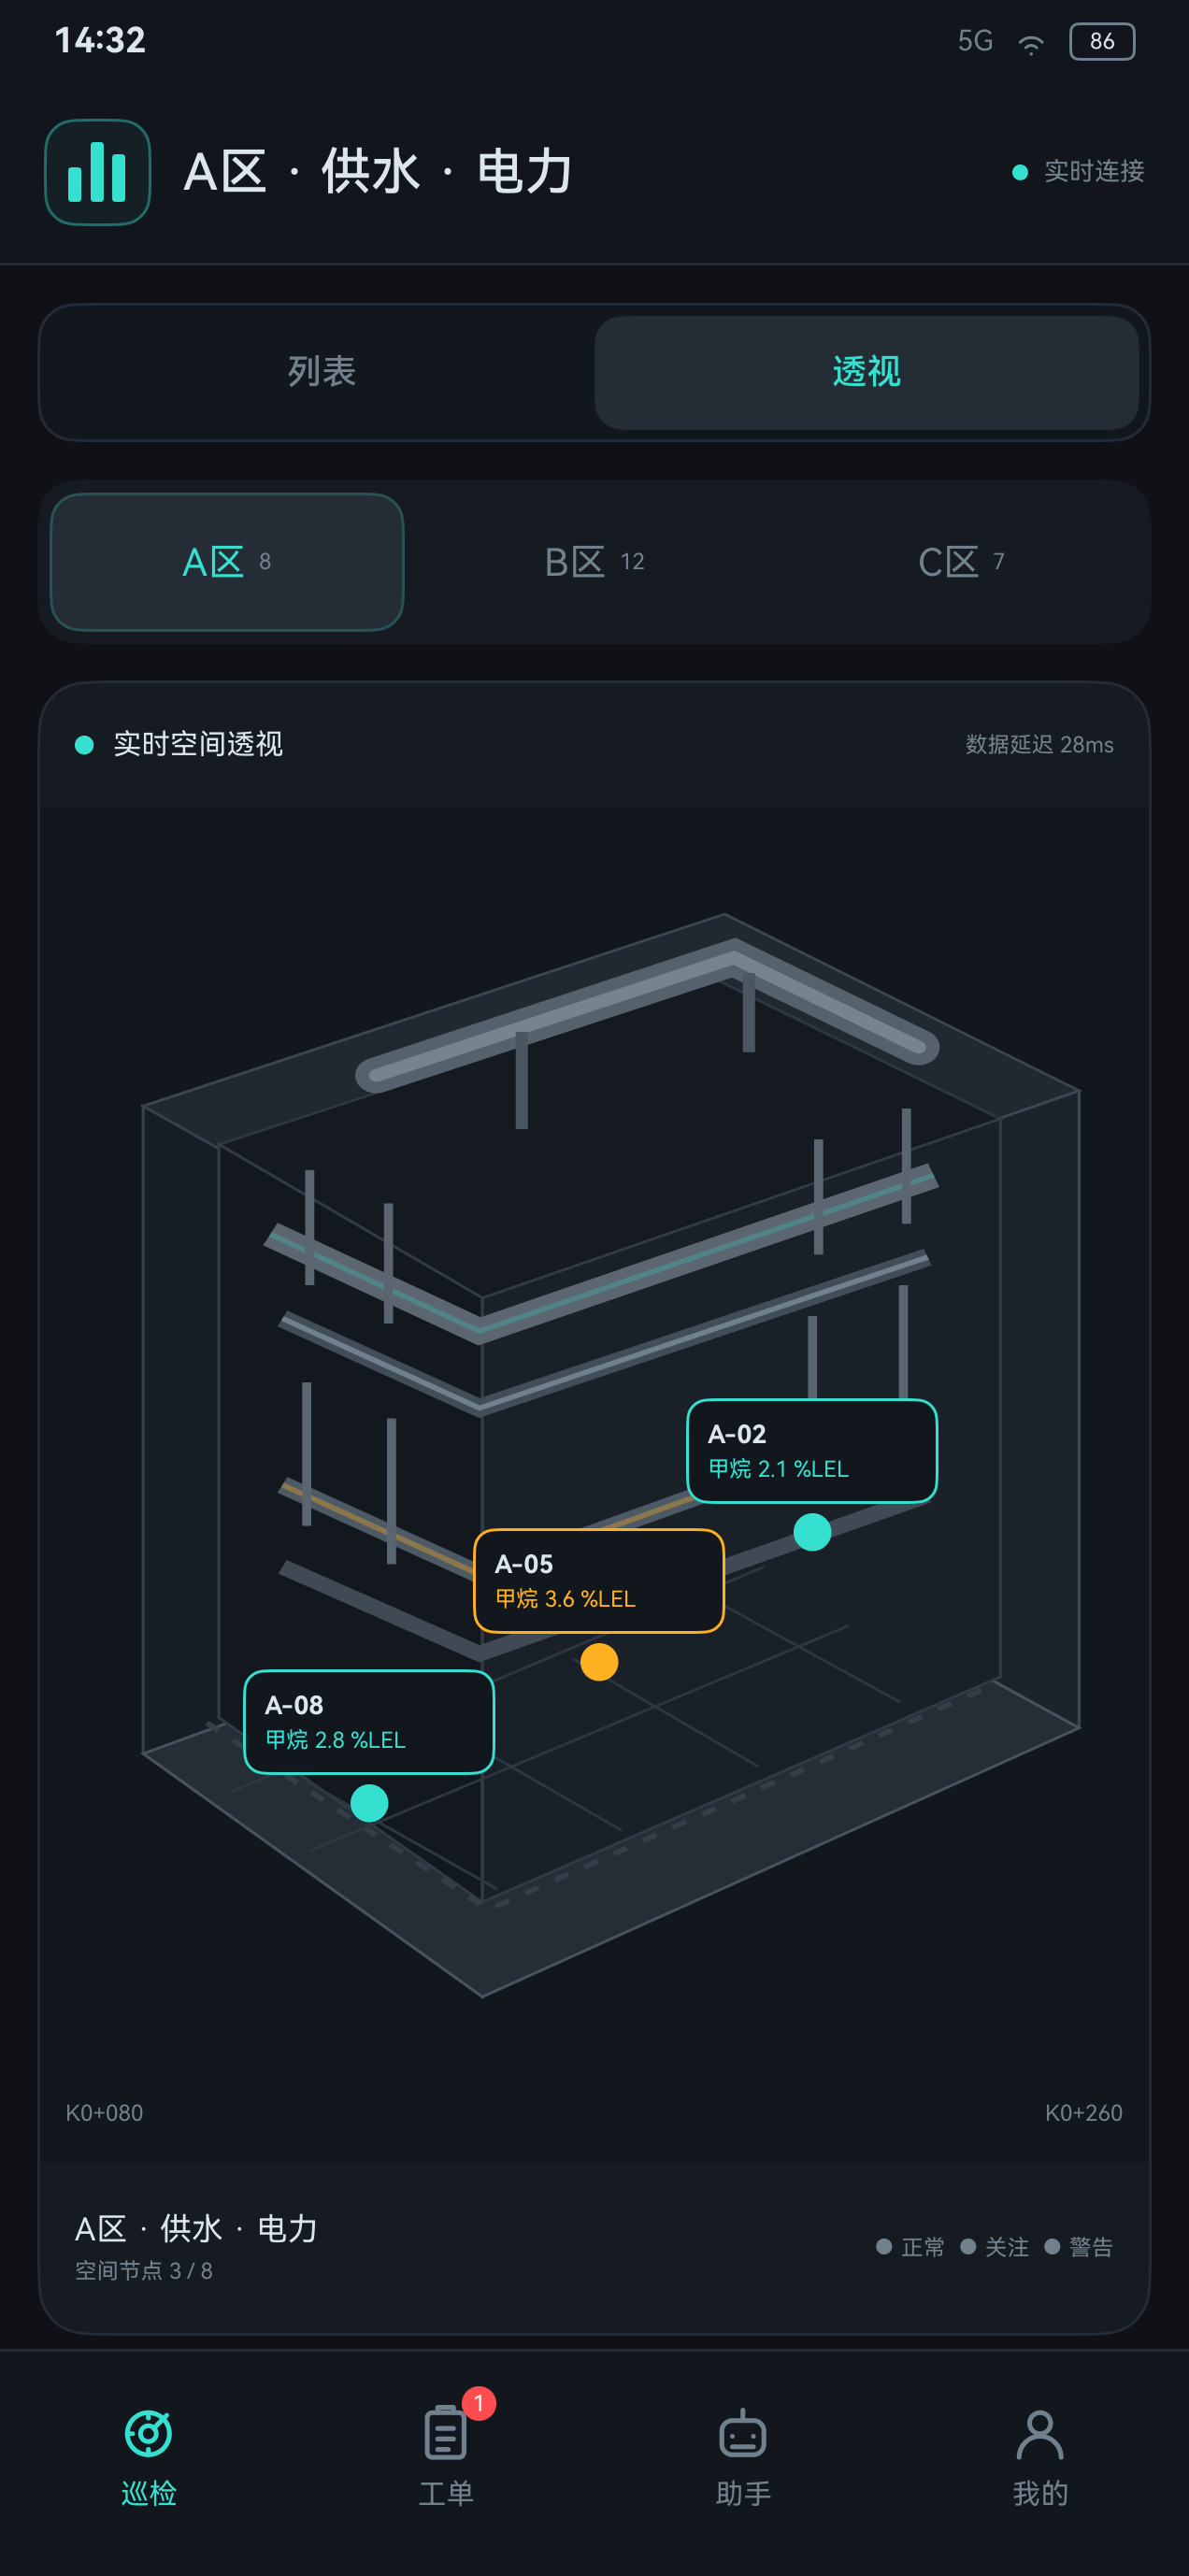 14:32
5G
86
A区 · 供水 · 电力
实时连接
列表
透视
A区 8
B区 12
C区 7
实时空间透视
数据延迟 28ms
A-02
甲烷 2.1 %LEL
A-05
甲烷 3.6 %LEL
A-08
甲烷 2.8 %LEL
K0+080
K0+260
A区 · 供水 · 电力
空间节点 3 / 8
正常
关注
警告
1
巡检
工单
助手
我的